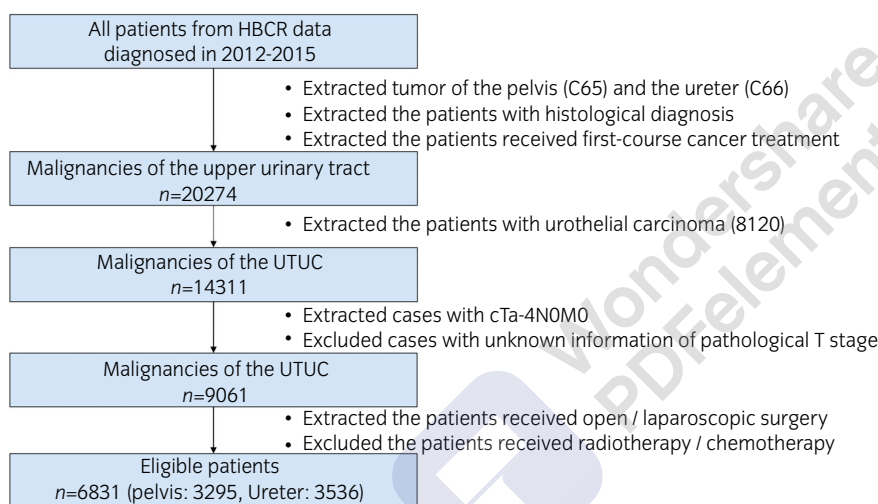 All patients from HBCR data
diagnosed in 2012-2015
• Extracted tumor of the pelvis (C65) and the ureter (C66)
• Extracted the patients with histological diagnosis
• Extracted the patients received first-course cancer treatment
Malignancies of the upper urinary tract
n=20274
• Extracted the patients with urothelial carcinoma (8120)
Malignancies of the UTUC
n=14311
• Extracted cases with cTa-4N0M0
• Excluded cases with unknown information of pathological T stage
Malignancies of the UTUC
n=9061
• Extracted the patients received open / laparoscopic surgery
• Excluded the patients received radiotherapy / chemotherapy
Eligible patients
n=6831 (pelvis: 3295, Ureter: 3536)
Wondershare
PDFelement